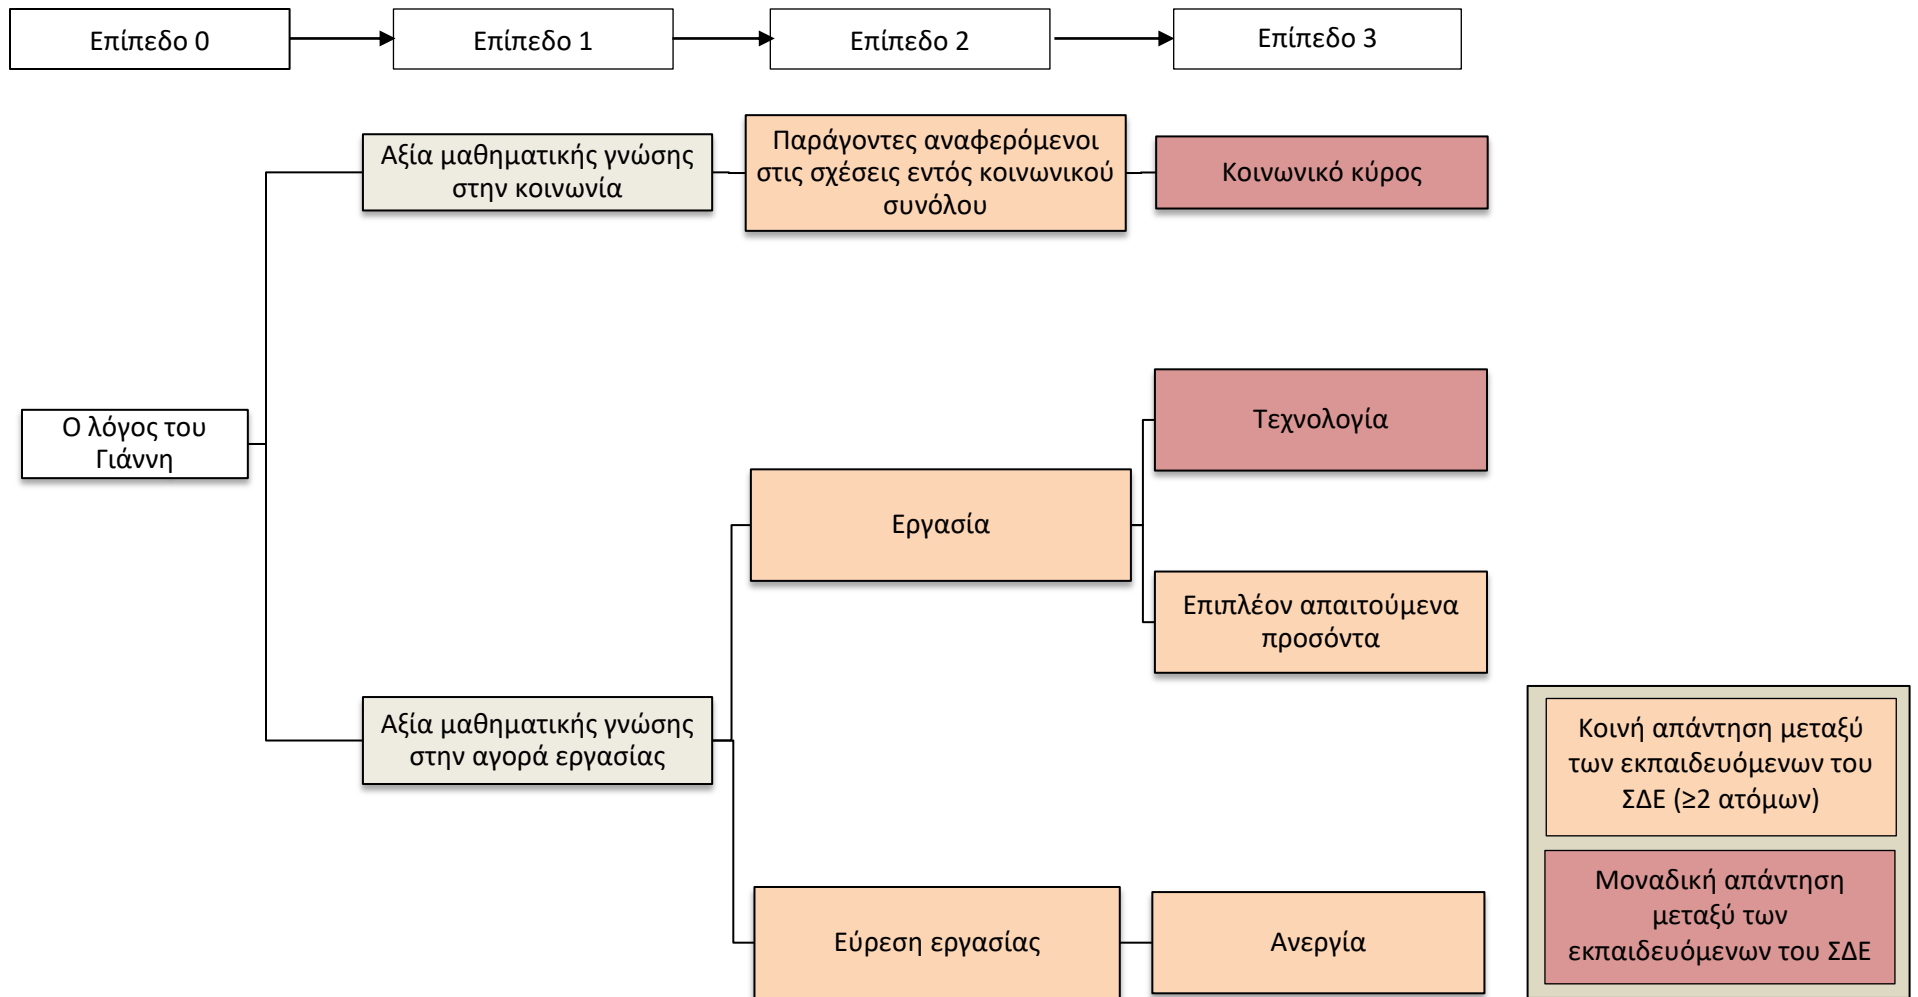 Επίπεδο 0
Επίπεδο 1
Επίπεδο 2
Επίπεδο 3
Αξία μαθηματικής γνώσης
στην κοινωνία
Παράγοντες αναφερόμενοι
στις σχέσεις εντός κοινωνικού
συνόλου
Κοινωνικό κύρος
Ο λόγος του
Γιάννη
Τεχνολογία
Εργασία
Επιπλέον απαιτούμενα
προσόντα
Αξία μαθηματικής γνώσης
στην αγορά εργασίας
Εύρεση εργασίας
Ανεργία
Κοινή απάντηση μεταξύ
των εκπαιδευόμενων του
ΣΔΕ (≥2 ατόμων)
Μοναδική απάντηση
μεταξύ των
εκπαιδευόμενων του ΣΔΕ